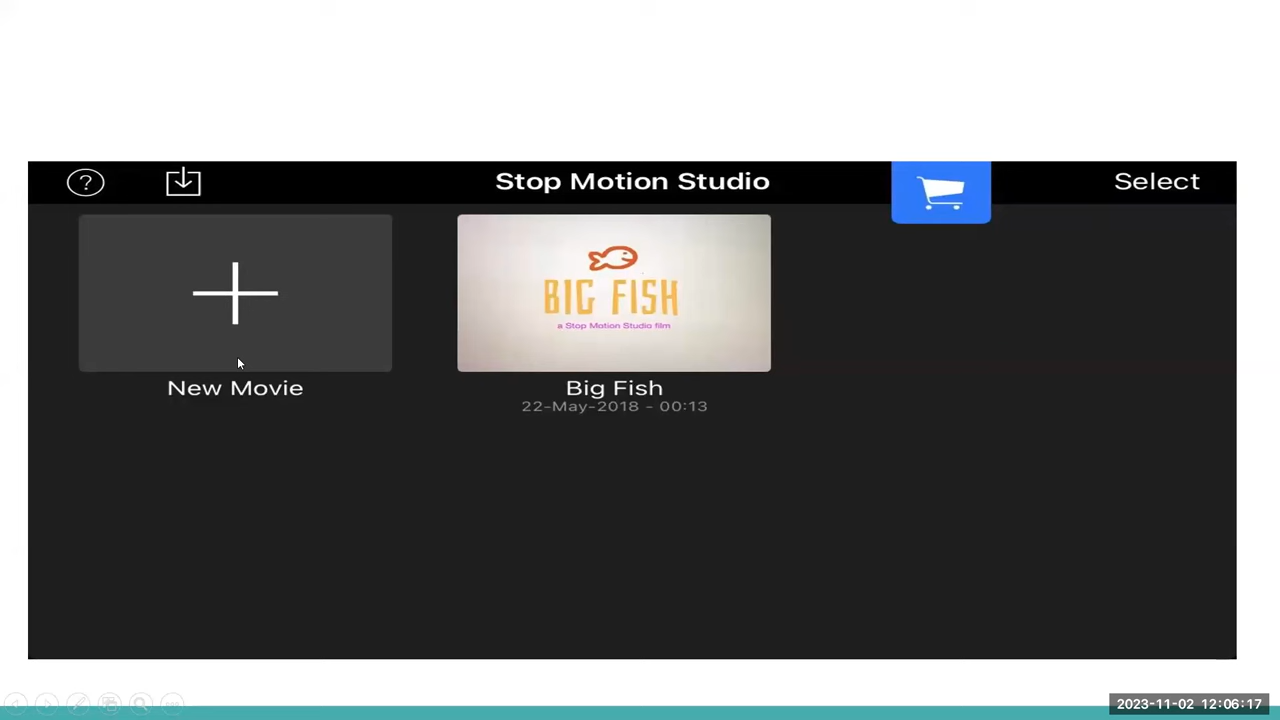 ?
Stop Motion Studio
Select
BIG FISH
a Stop Motion Studio film
New Movie
Big Fish
22-May-2018 - 00:13
2023-11-02 12:06:17